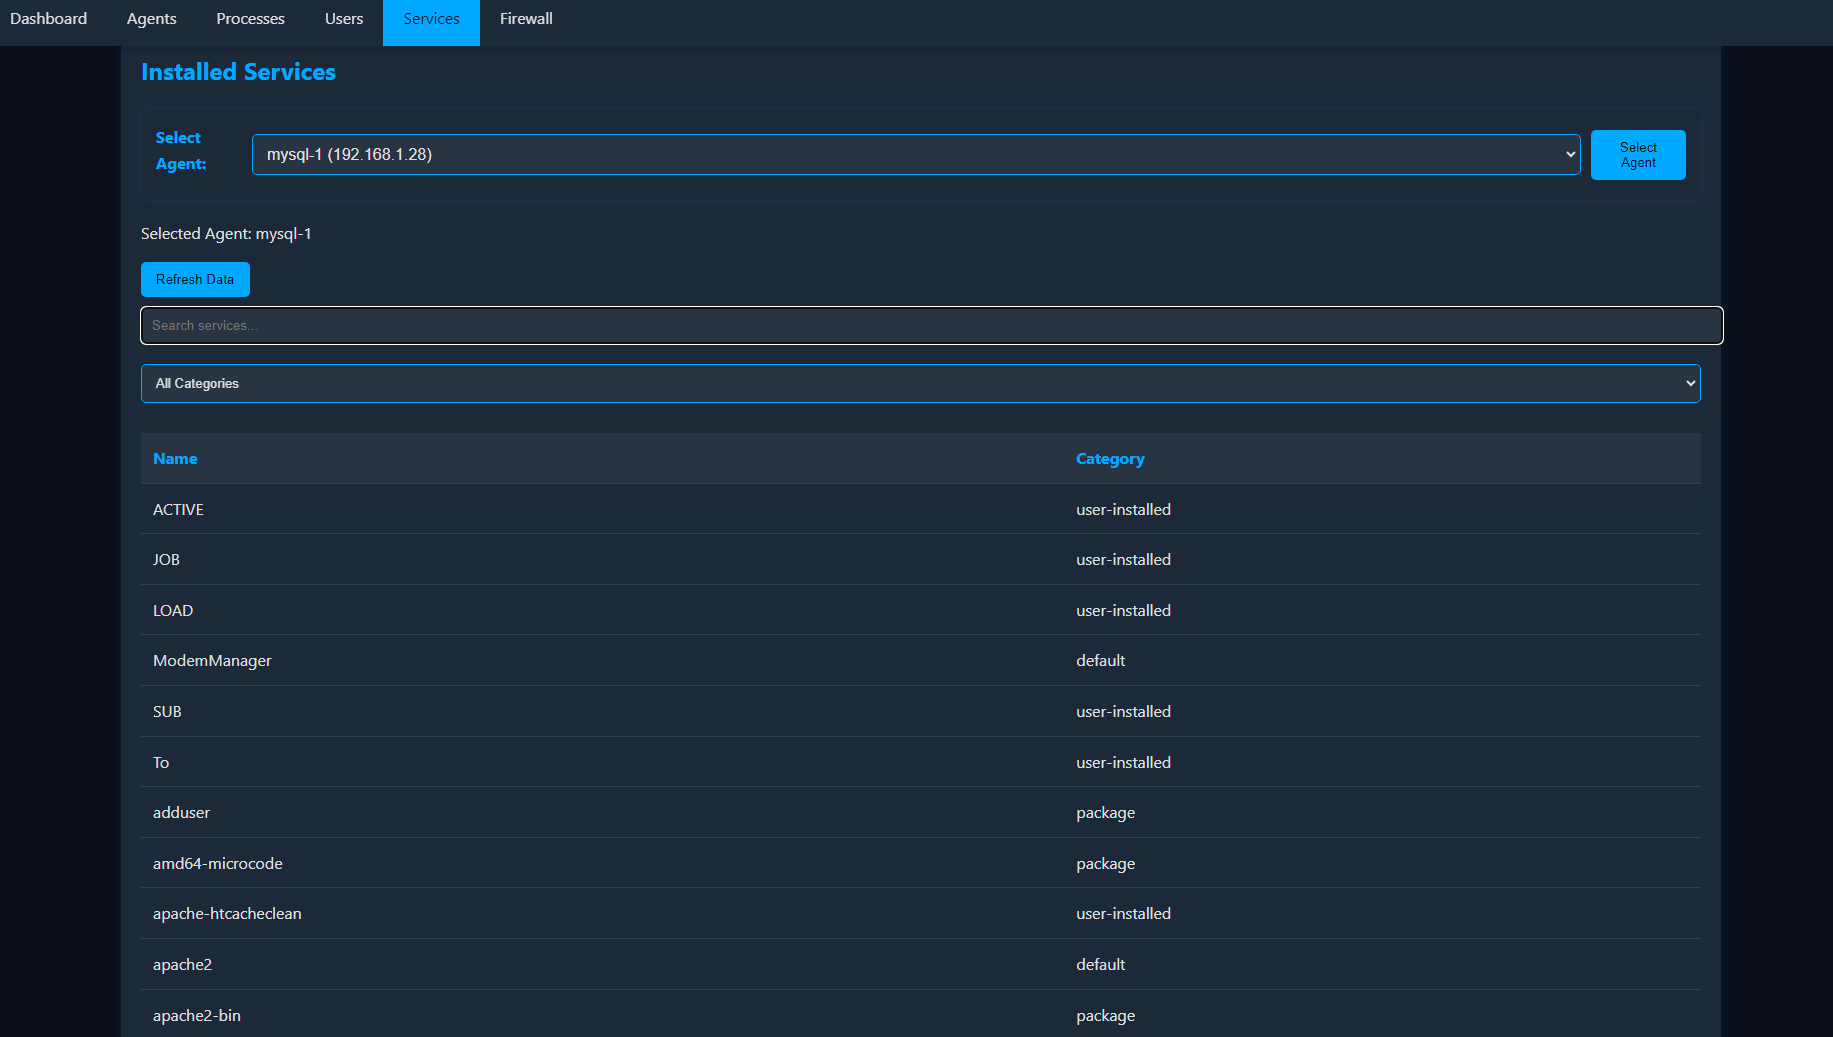 Dashboard Agents Processes Users Services Firewall
Installed Services
Select
Agent:
mysql-1 (192.168.1.28)
Select
Agent
Selected Agent: mysql-1
Refresh Data
Search services...
All Categories
Name Category
ACTIVE user-installed
JOB user-installed
LOAD user-installed
ModemManager default
SUB user-installed
To user-installed
adduser package
amd64-microcode package
apache-htcacheclean user-installed
apache2 default
apache2-bin package